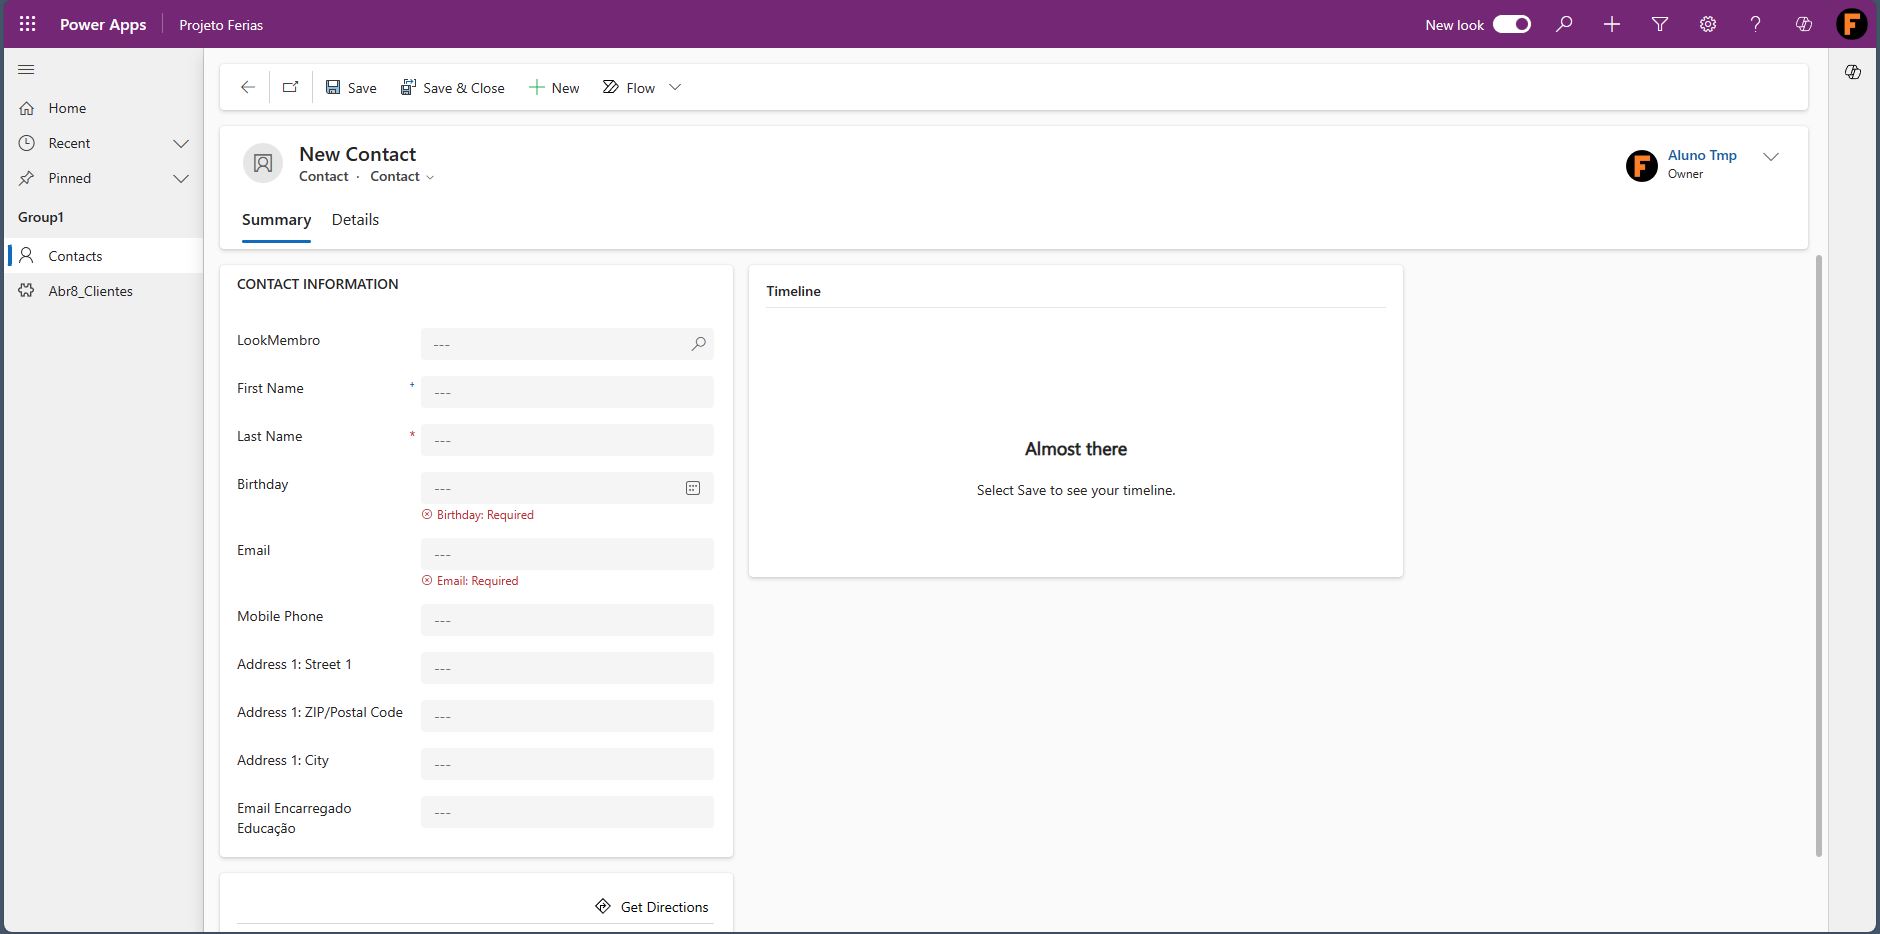 Power Apps
Projeto Ferias
New look
F
Home
Recent
Pinned
Group1
Contacts
Abr8_Clientes
Save
Save & Close
New
Flow
New Contact
Contact · Contact
F
Aluno Tmp
Owner
Summary
Details
CONTACT INFORMATION
LookMembro
---
First Name + ---
Last Name * ---
Birthday ---
Birthday: Required
Email ---
Email: Required
Mobile Phone ---
Address 1: Street 1 ---
Address 1: ZIP/Postal Code ---
Address 1: City ---
Email Encarregado
Educação
---
Get Directions
Timeline
Almost there
Select Save to see your timeline.